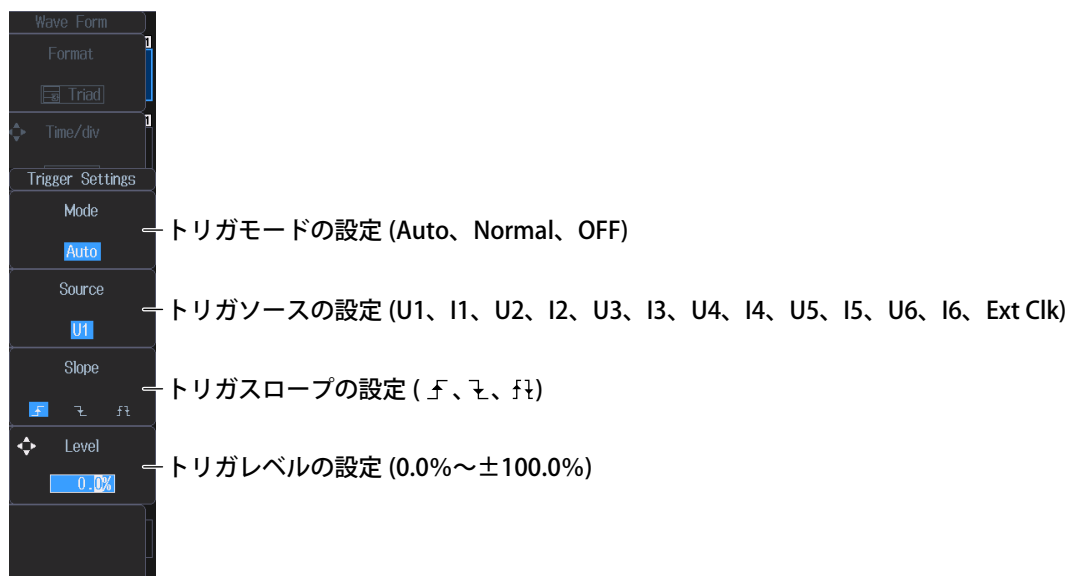 Wave Form
Format
Triad
Time/div
Trigger Settings
Mode
Auto
トリガモードの設定 (Auto、Normal、OFF)
Source
U1
トリガソースの設定 (U1、I1、U2、I2、U3、I3、U4、I4、U5、I5、U6、I6、Ext Clk)
Slope
トリガスロープの設定 ( 、 、 )
Level
0.0%
トリガレベルの設定 (0.0%～±100.0%)